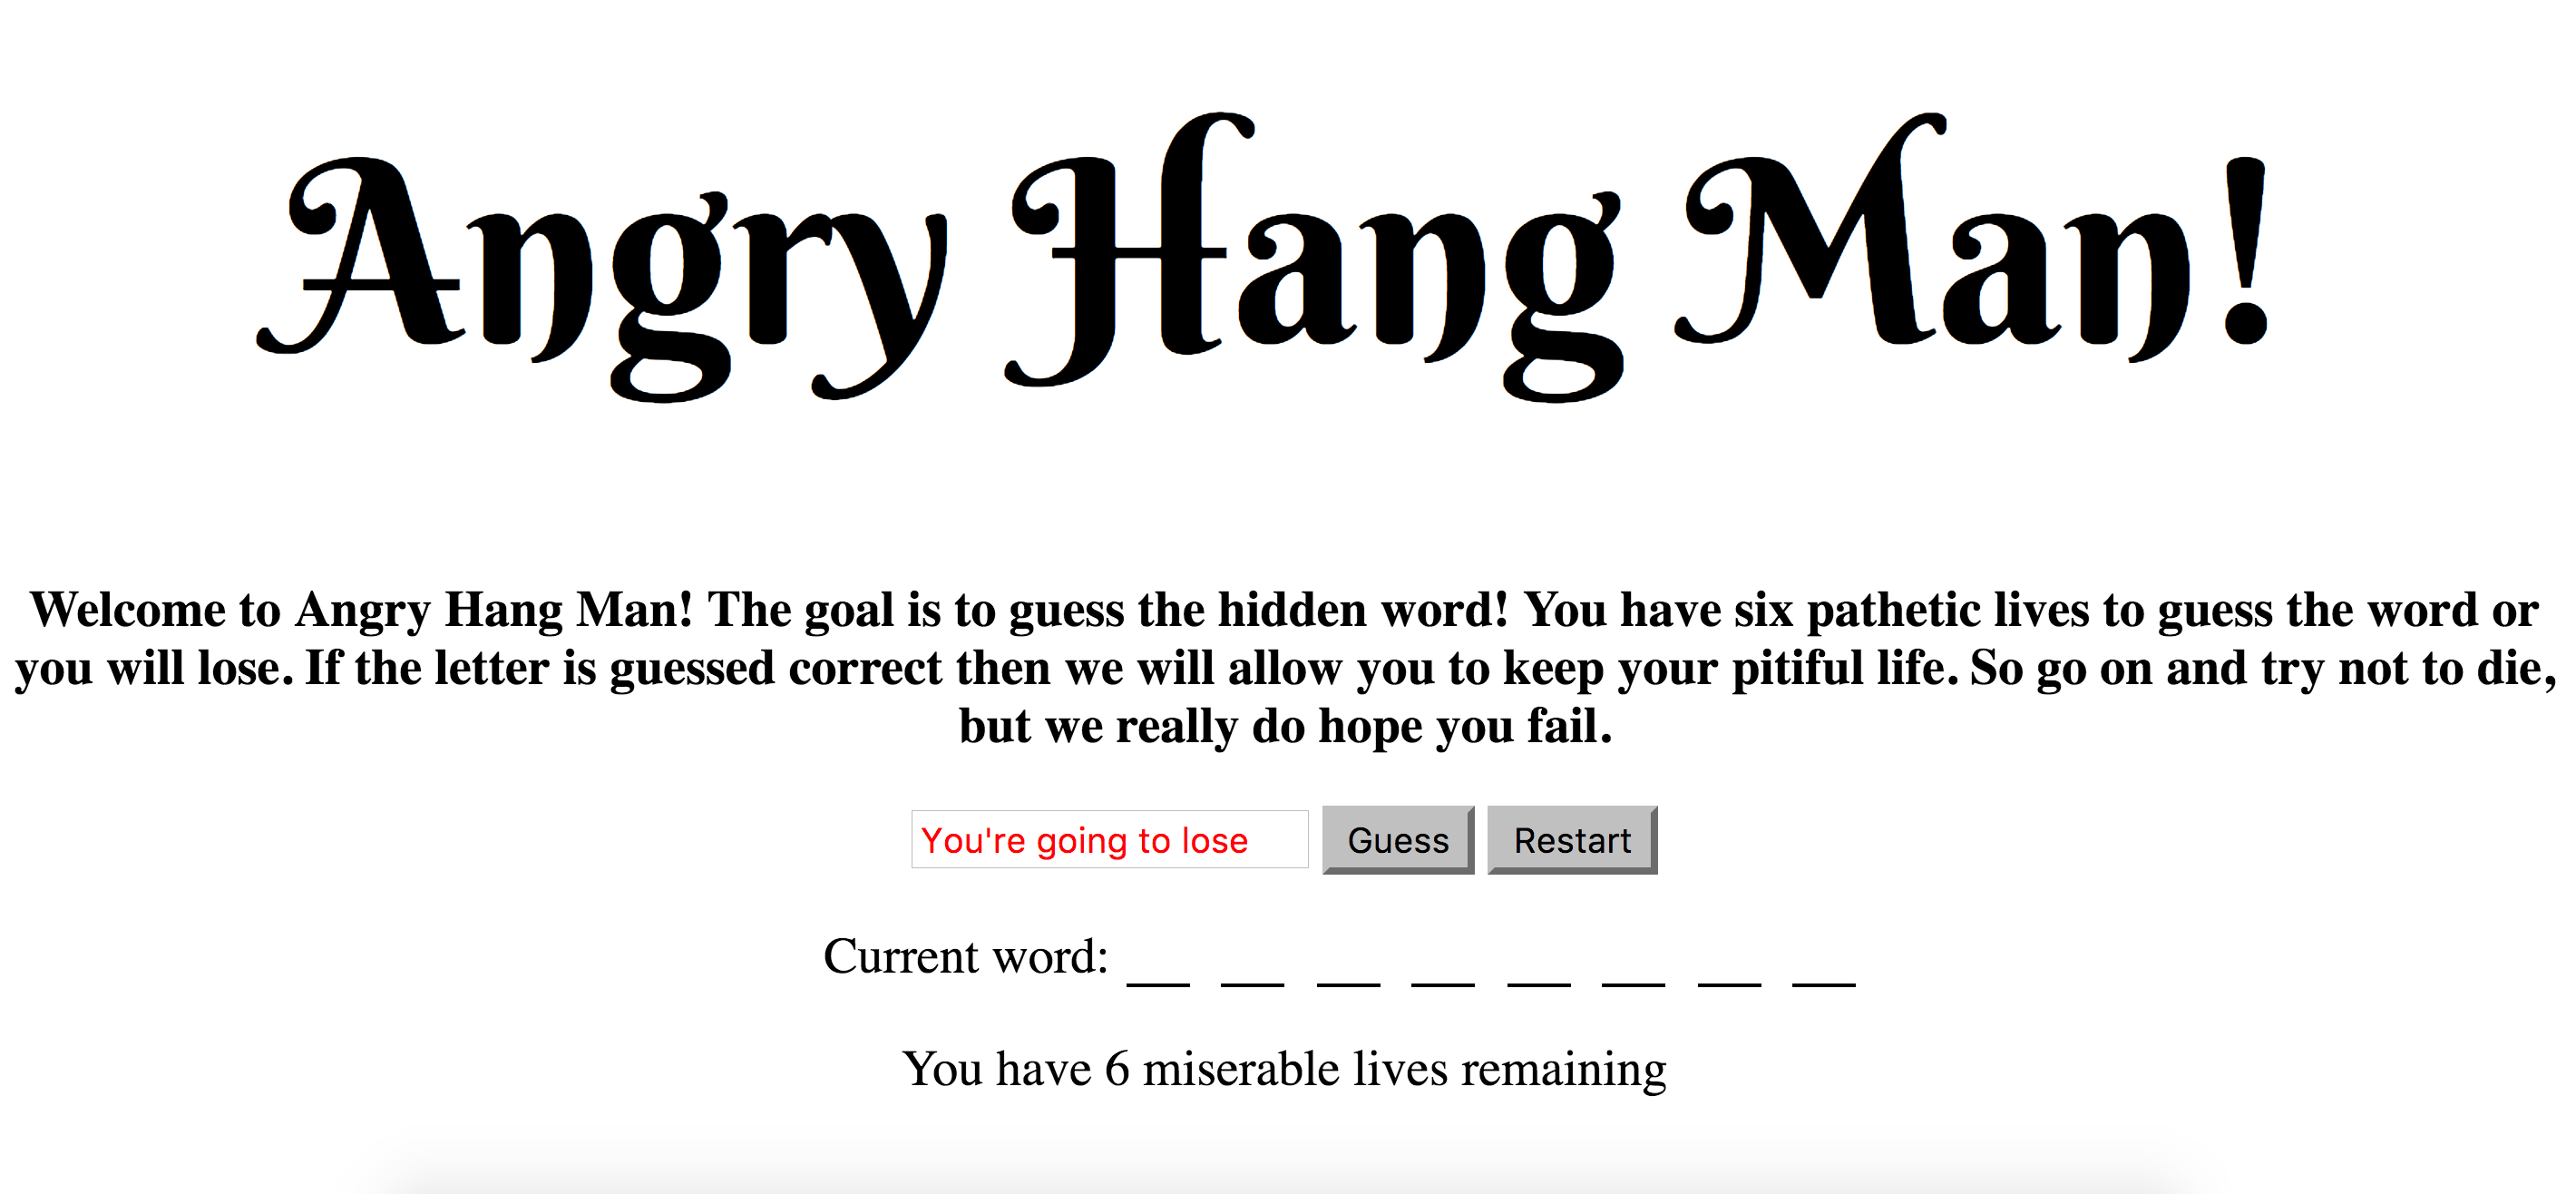 Angry Hang Man!
Welcome to Angry Hang Man! The goal is to guess the hidden word! You have six pathetic lives to guess the word or
you will lose. If the letter is guessed correct then we will allow you to keep your pitiful life. So go on and try not to die,
but we really do hope you fail.
You're going to lose Guess Restart
Current word: __ __ __ __ __ __ __ __
You have 6 miserable lives remaining